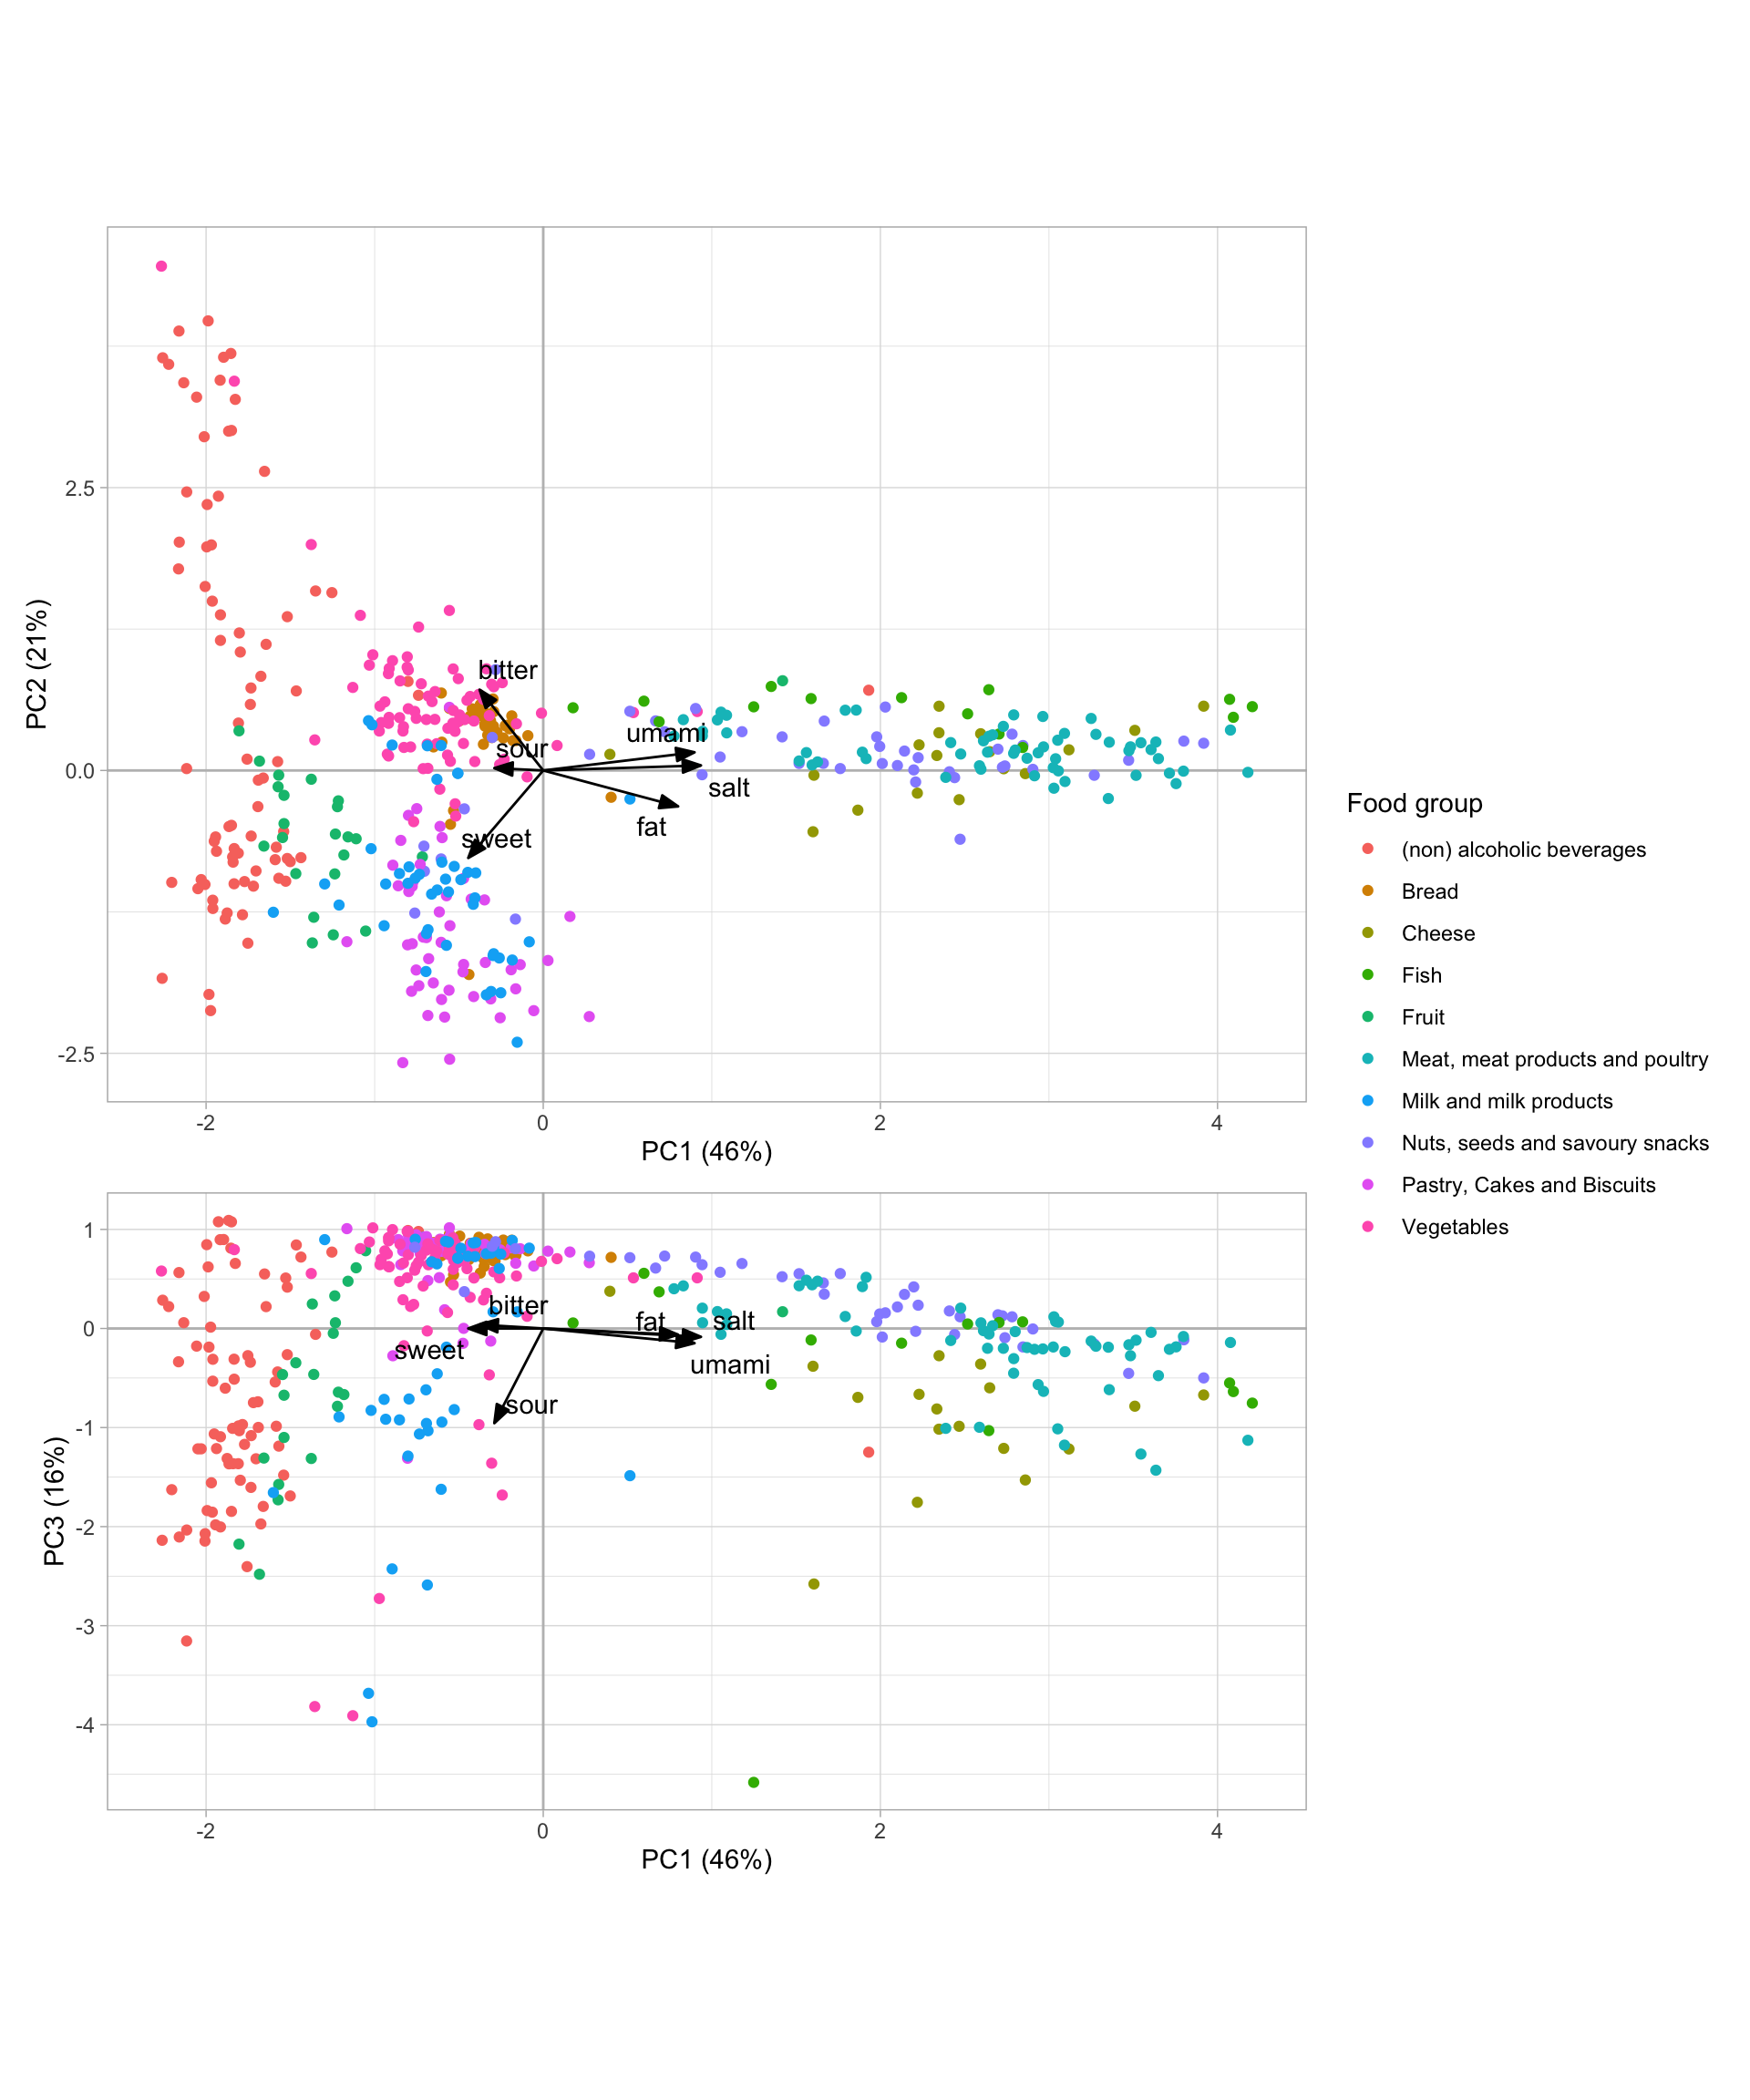 PC2 (21%)
2.5
0.0
-2.5
bitter
sour
umami
salt
fat
sweet
-2
0
2
4
PC1 (46%)
Food group
(non) alcoholic beverages
Bread
Cheese
Fish
Fruit
Meat, meat products and poultry
Milk and milk products
Nuts, seeds and savoury snacks
Pastry, Cakes and Biscuits
Vegetables
PC3 (16%)
1
0
-1
-2
-3
-4
bitter
fat
salt
sweet
umami
sour
-2
0
2
4
PC1 (46%)